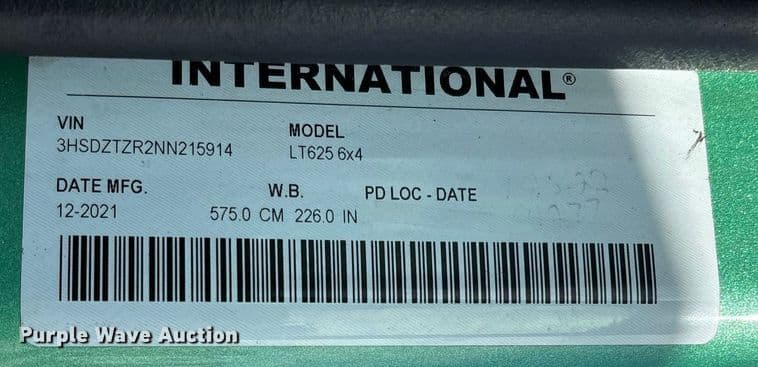 INTERNATIONAL®
VIN
3HSDZTZR2NN215914
MODEL
LT625 6x4
DATE MFG.
12-2021
W.B.
575.0 CM 226.0 IN
PD LOC - DATE
Purple Wave Auction